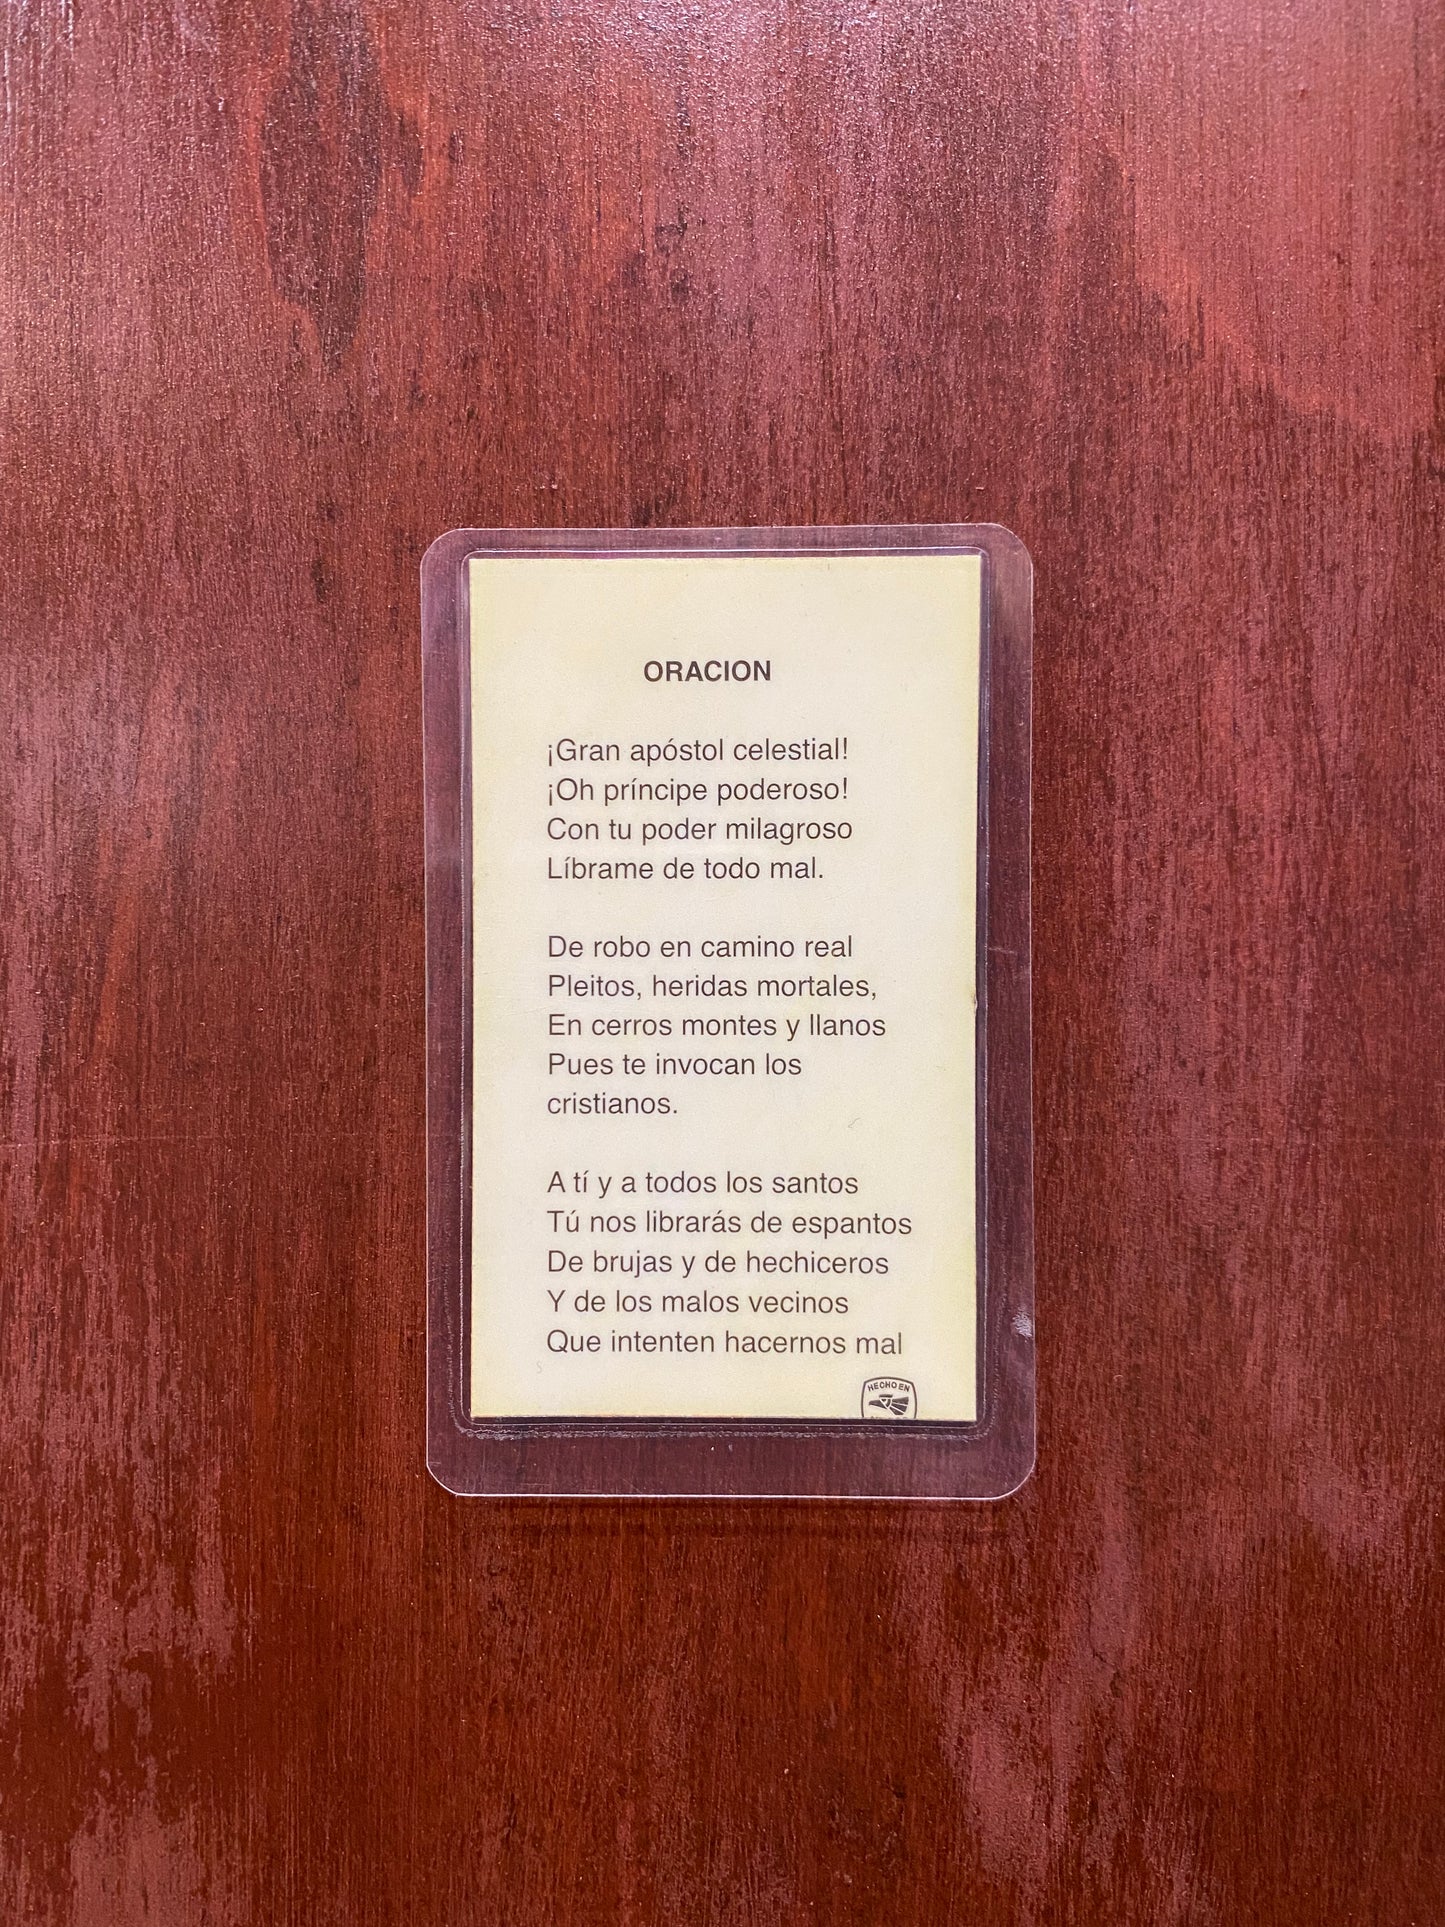 ORACION
¡Gran apóstol celestial!
¡Oh príncipe poderoso!
Con tu poder milagroso
Líbrame de todo mal.
De robo en camino real
Pleitos, heridas mortales,
En cerros montes y llanos
Pues te invocan los
cristianos.
A tí y a todos los santos
Tú nos librarás de espantos
De brujas y de hechiceros
Y de los malos vecinos
Que intenten hacernos mal
HECHO EN